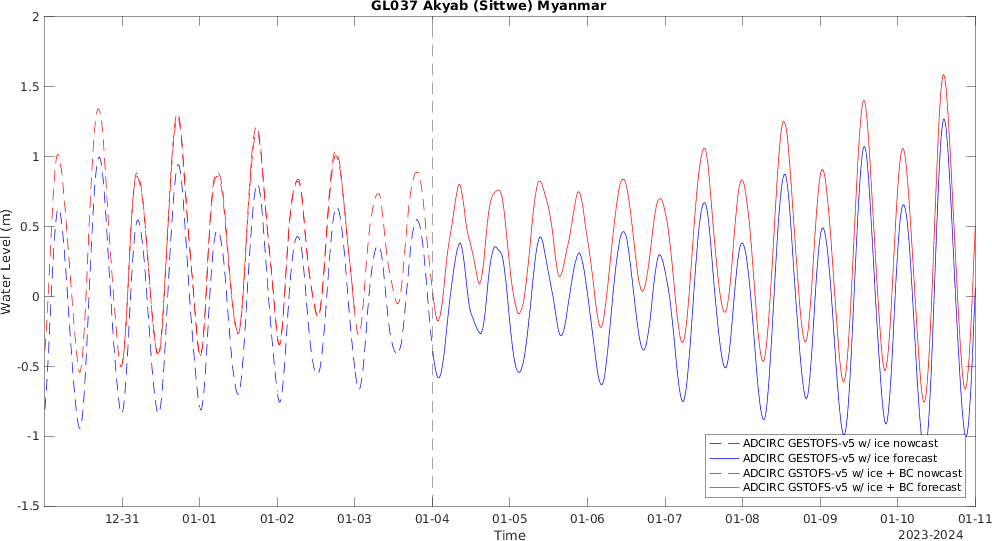 GL037 Akyab (Sittwe) Myanmar
2
1.5
1
0.5
0
-0.5
-1
-1.5
Water Level (m)
ADCIRC GESTOFS-v5 w/ ice nowcast
ADCIRC GESTOFS-v5 w/ ice forecast
ADCIRC GSTOFS-v5 w/ ice + BC nowcast
ADCIRC GSTOFS-v5 w/ ice + BC forecast
12-31 01-01 01-02 01-03 01-04 01-05 01-06 01-07 01-08 01-09 01-10 01-11
Time
2023-2024